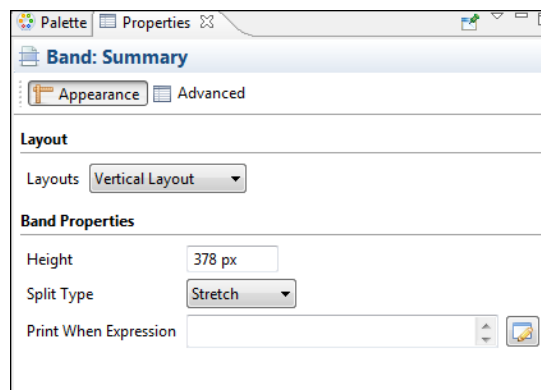 Palette Properties
Band: Summary
Appearance Advanced
Layout
Layouts Vertical Layout
Band Properties
Height 378 px
Split Type Stretch
Print When Expression